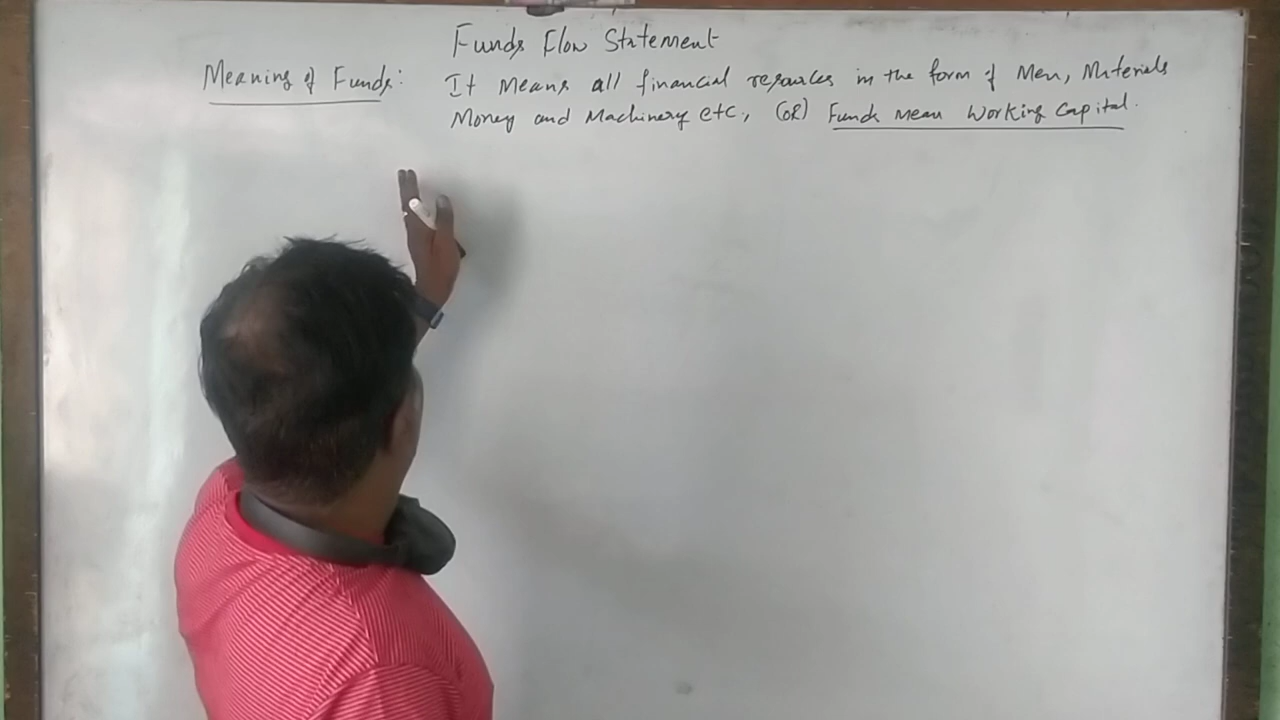 Funds Flow Statement
Meaning of Funds: It Means all financial resources in the form of Men, Materials
Money and Machinery etc, (OR) Funds mean Working Capital.